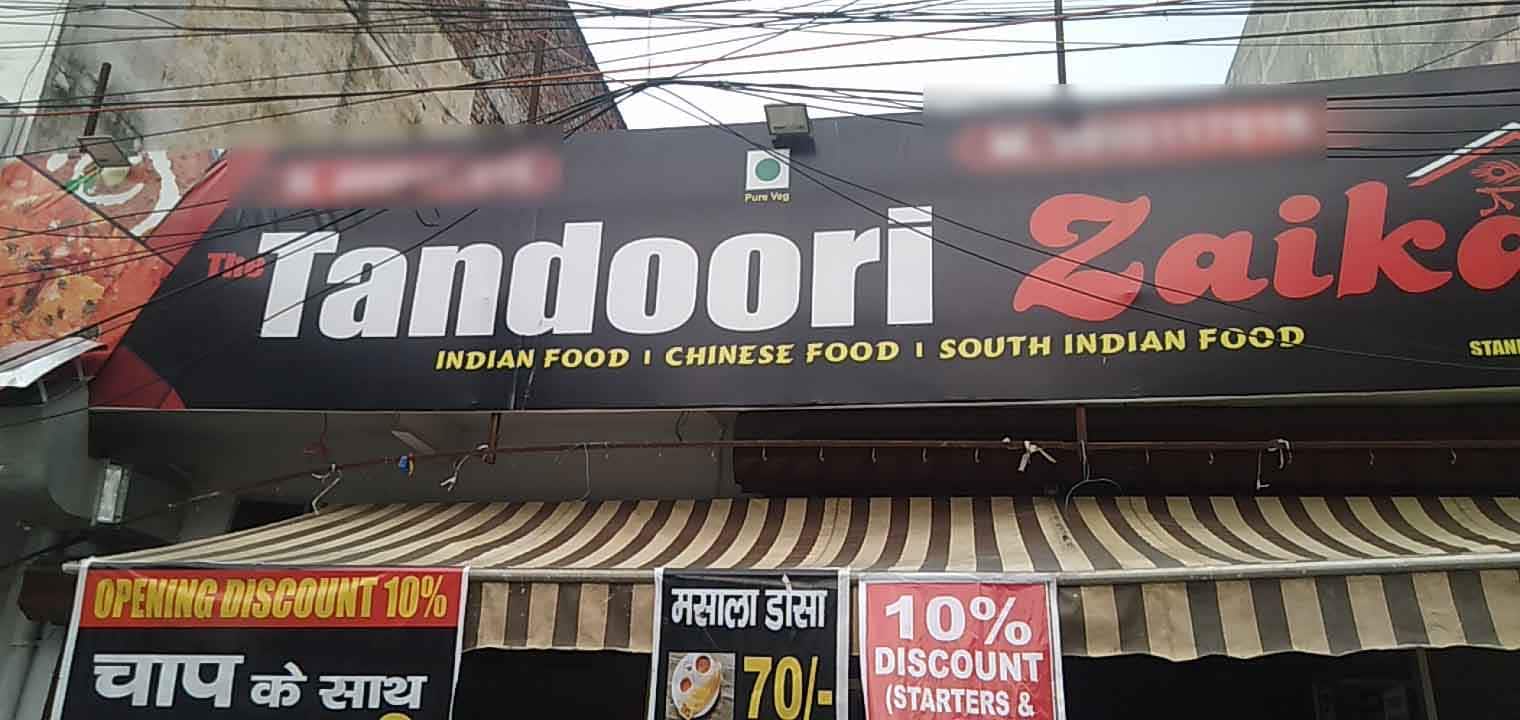 Pure Veg
The Tandoori Zaika
INDIAN FOOD | CHINESE FOOD | SOUTH INDIAN FOOD
OPENING DISCOUNT 10%
चाप के साथ
मसाला डोसा
70/-
10%
DISCOUNT
(STARTERS &